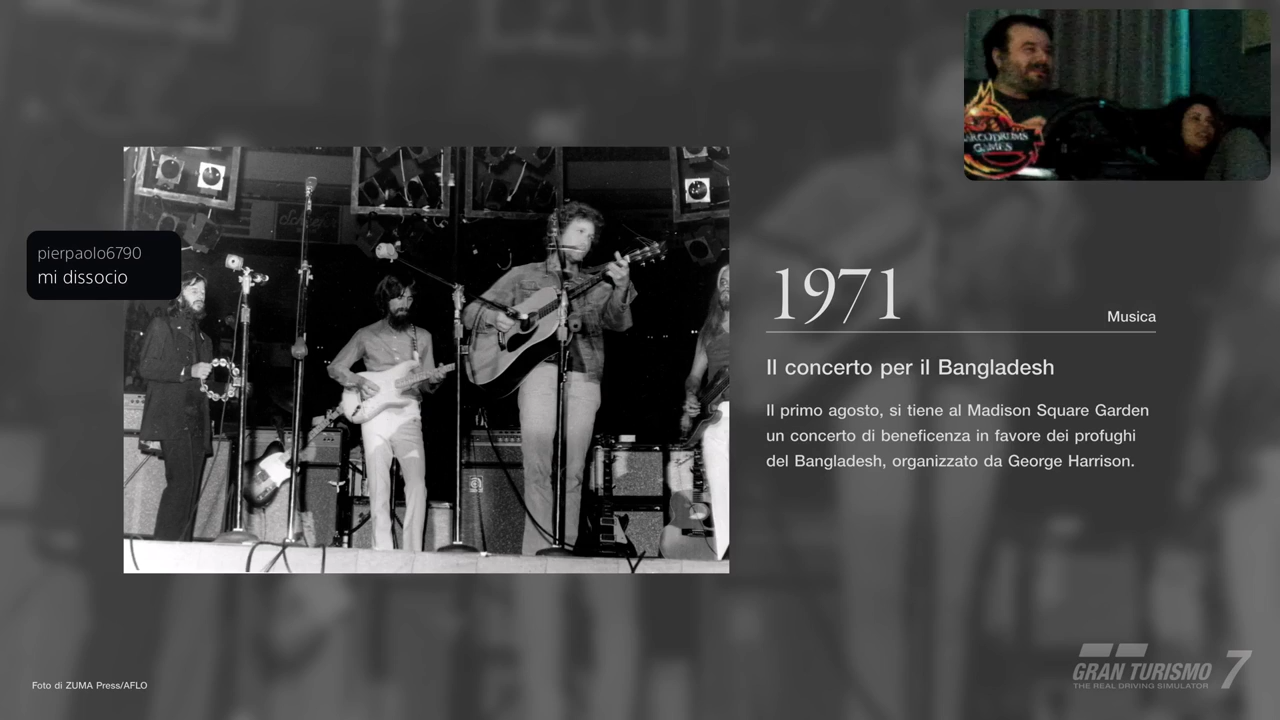 pierpaolo6790
mi dissocio
1971
Musica
Il concerto per il Bangladesh
Il primo agosto, si tiene al Madison Square Garden
un concerto di beneficenza in favore dei profughi
del Bangladesh, organizzato da George Harrison.
GAMES
Foto di ZUMA Press/AFLO
GRAN TURISMO 7
THE REAL DRIVING SIMULATOR